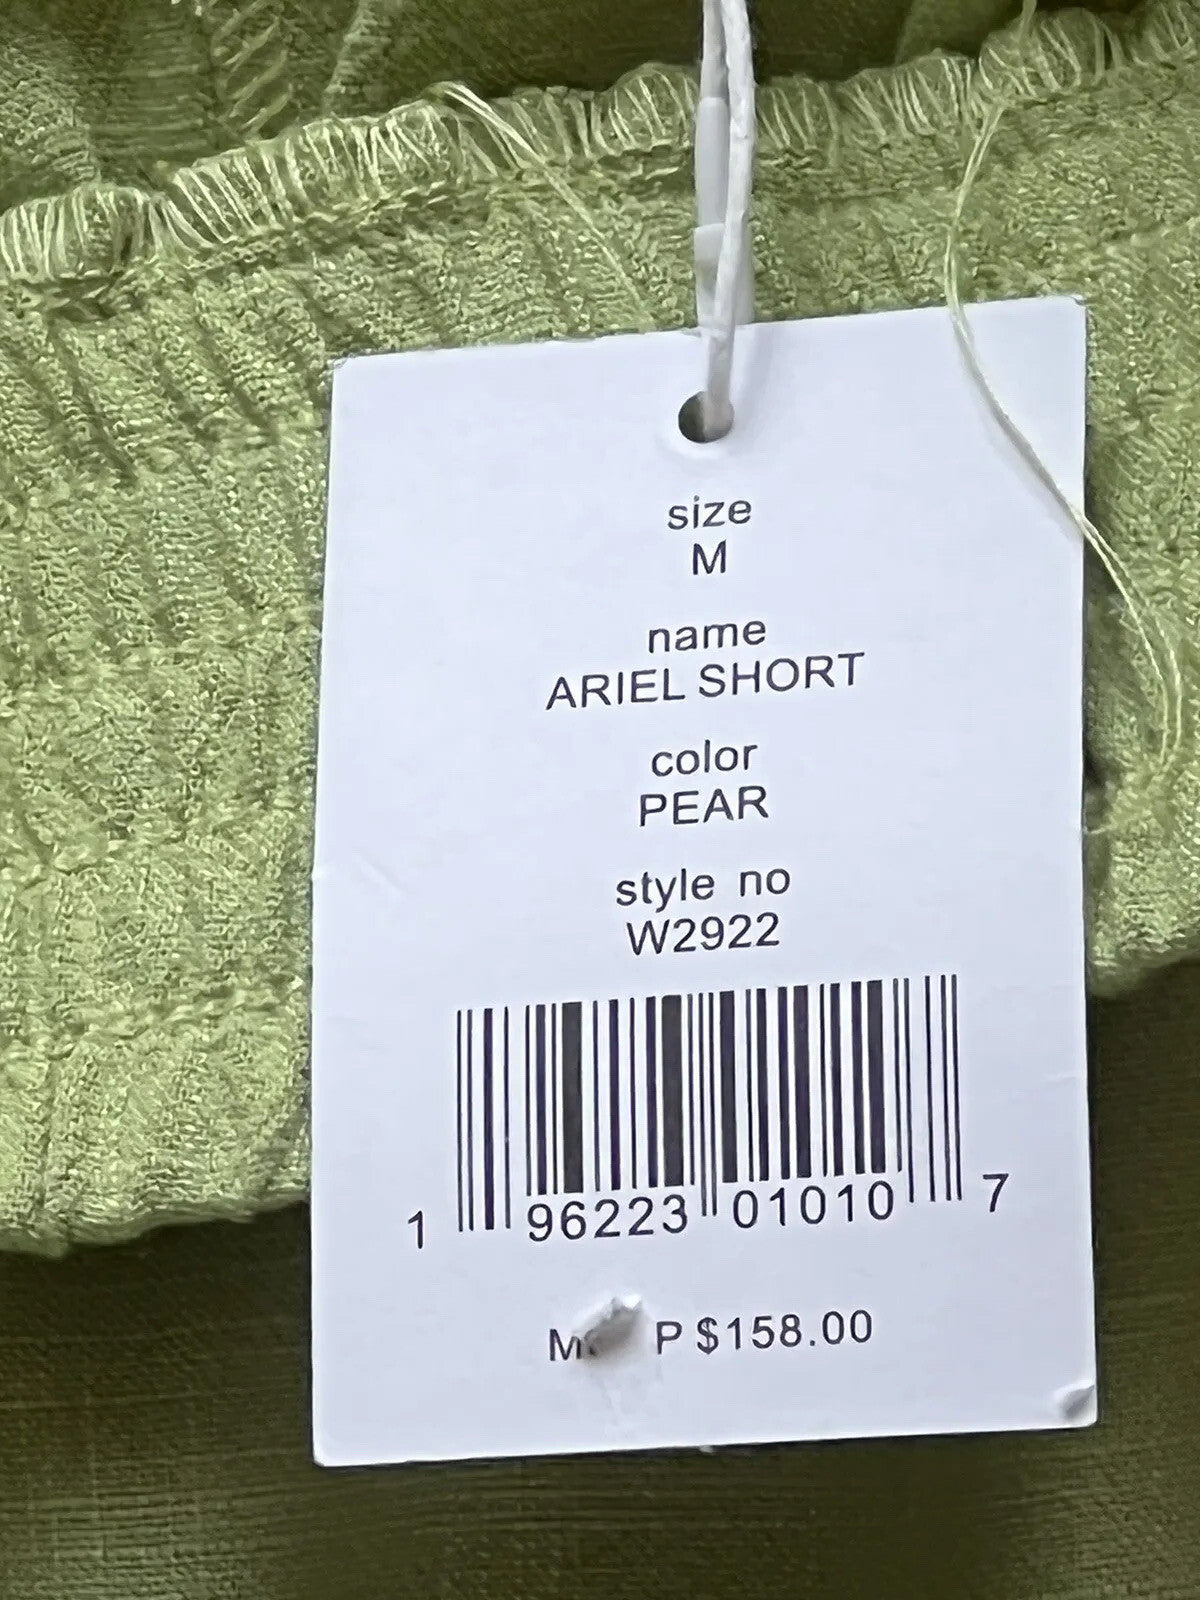 size
M
name
ARIEL SHORT
color
PEAR
style no
W2922
1 96223 01010 7
P $158.00